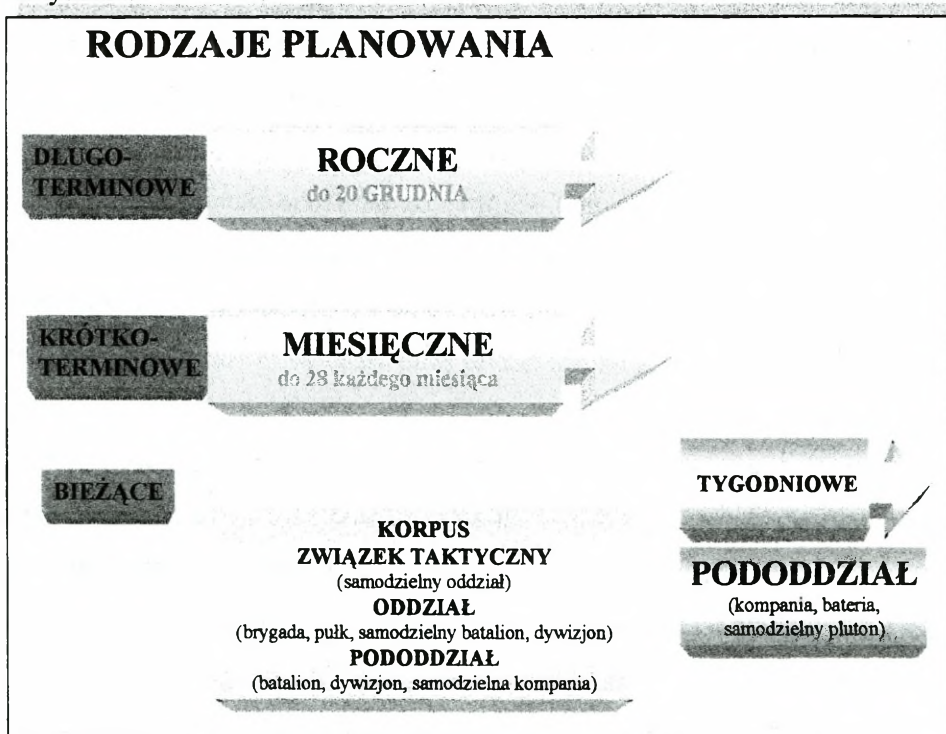 RODZAJE PLANOWANIA
DŁUGO-
TERMINOWE
ROCZNE
do 20 GRUDNIA
KRÓTKO-
TERMINOWE
MIESIĘCZNE
do 28 każdego miesiąca
BIEŻĄCE
TYGODNIOWE
KORPUS
ZWIĄZEK TAKTYCZNY
(samodzielny oddział)
ODDZIAŁ
(brygada, pułk, samodzielny batalion, dywizjon)
PODODDZIAŁ
(batalion, dywizjon, samodzielna kompania)
PODODDZIAŁ
(kompania, bateria,
samodzielny pluton)